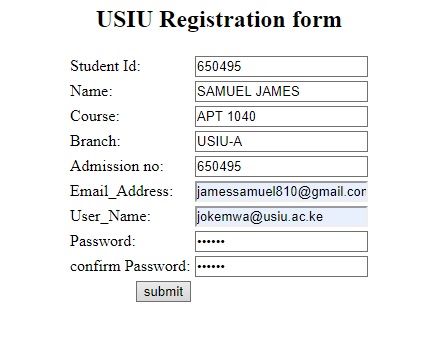 USIU Registration form
Student Id: 650495
Name: SAMUEL JAMES
Course: APT 1040
Branch: USIU-A
Admission no: 650495
Email_Address: jamessamuel810@gmail.cor
User_Name: jokemwa@usiu.ac.ke
Password: ••••••
confirm Password: ••••••
submit